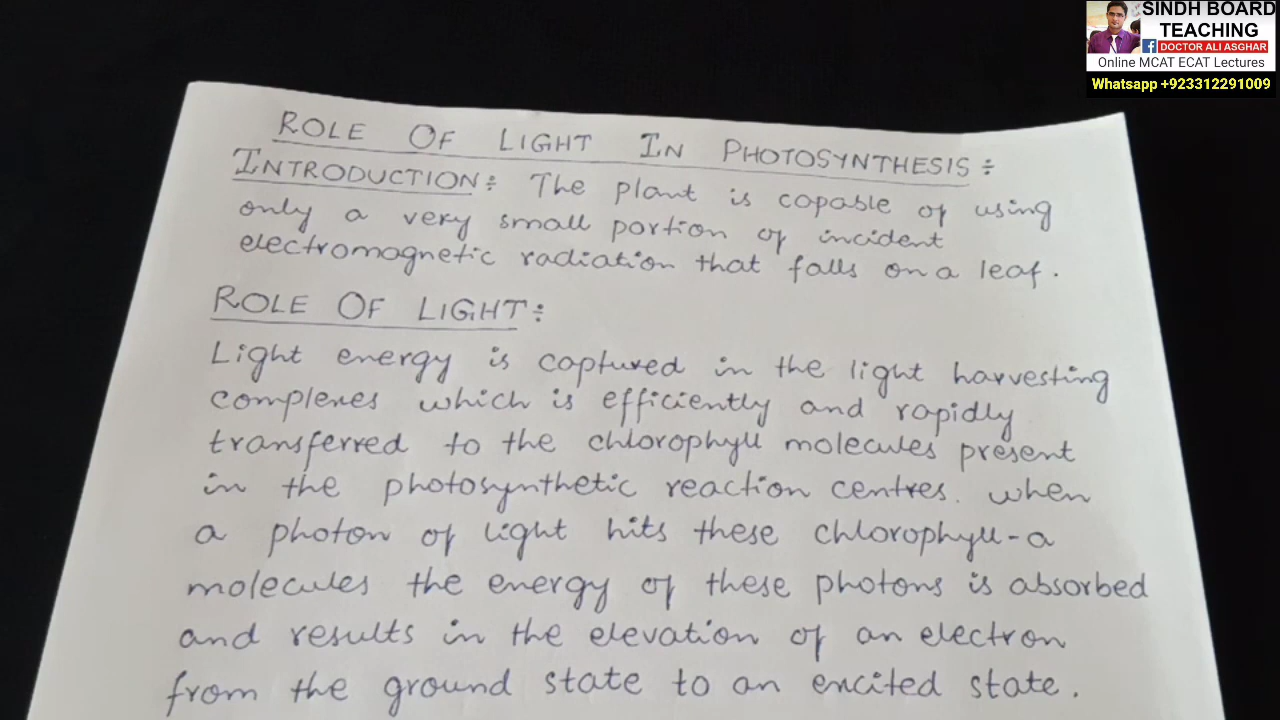 SINDH BOARD
TEACHING
f DOCTOR ALI ASGHAR
Online MCAT ECAT Lectures
Whatsapp +923312291009
ROLE OF LIGHT IN PHOTOSYNTHESIS:
INTRODUCTION: The plant is capable of using
only a very small portion of incident
electromagnetic radiation that falls on a leaf.
ROLE OF LIGHT:
Light energy is captured in the light harvesting
complexes which is efficiently and rapidly
transferred to the chlorophyll molecules present
in the photosynthetic reaction centres. When
a photon of light hits these chlorophyll-a
molecules the energy of these photons is absorbed
and results in the elevation of an electron
from the ground state to an excited state.